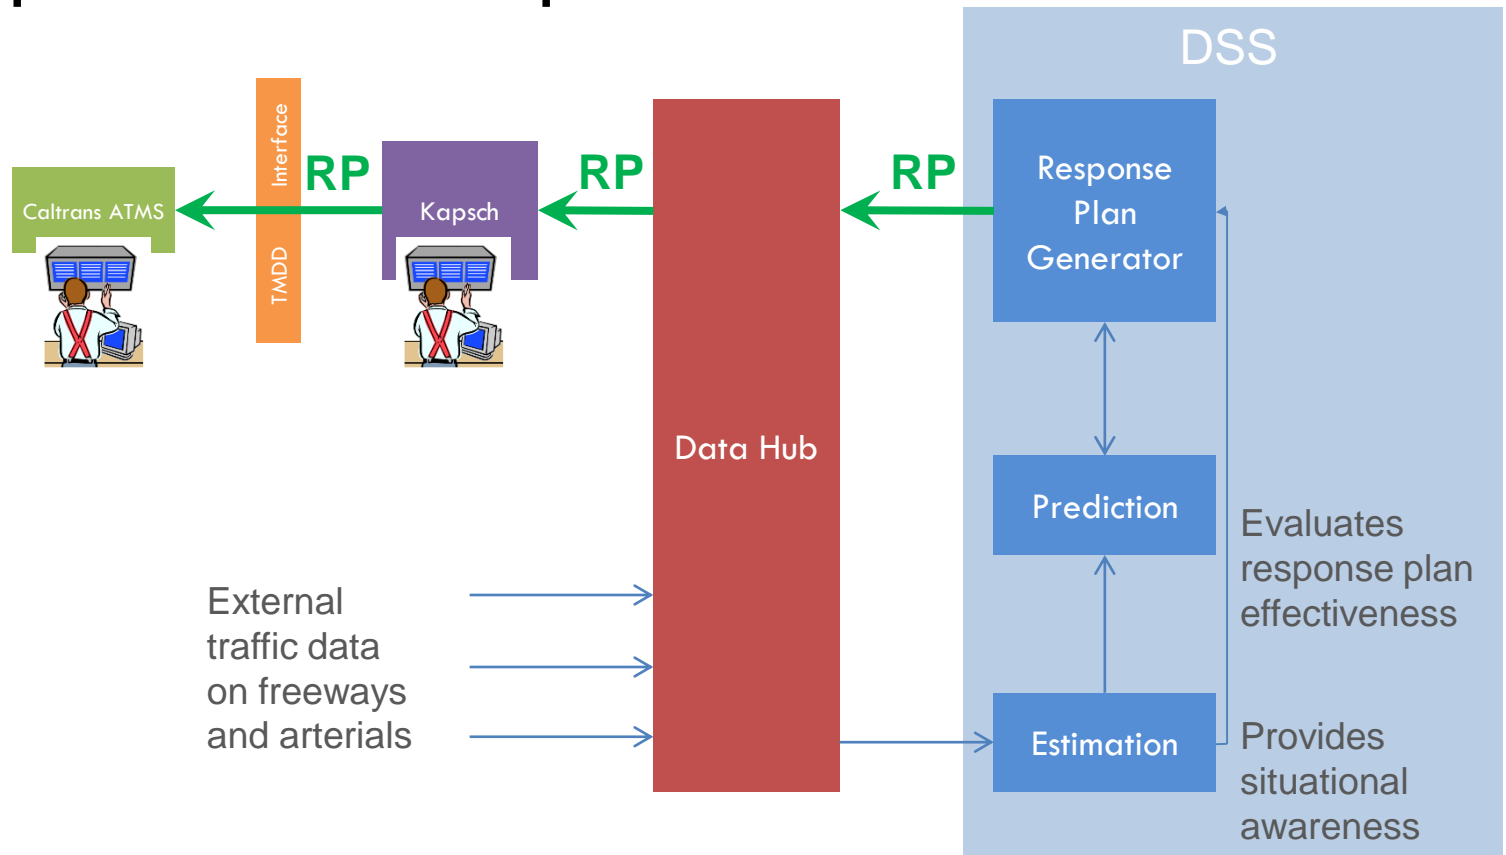 DSS
Interface
TMDD
RP
RP
RP
Caltrans ATMS
Kapsch
Data Hub
Response
Plan
Generator
Prediction
Estimation
Evaluates
response plan
effectiveness
Provides
situational
awareness
External
traffic data
on freeways
and arterials